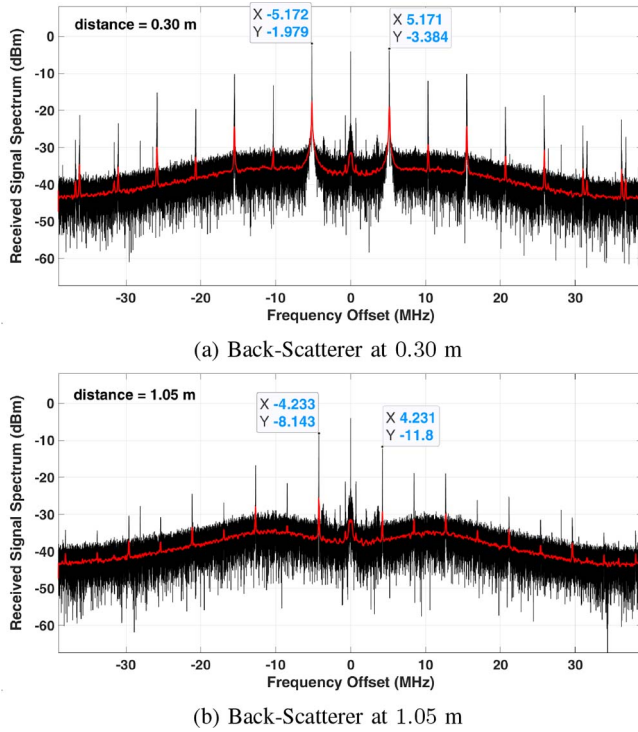 distance = 0.30 m
X -5.172
Y -1.979
X 5.171
Y -3.384
Received Signal Spectrum (dBm)
0
-10
-20
-30
-40
-50
-60
-30 -20 -10 0 10 20 30
Frequency Offset (MHz)
(a) Back-Scatterer at 0.30 m
distance = 1.05 m
X -4.233
Y -8.143
X 4.231
Y -11.8
Received Signal Spectrum (dBm)
0
-10
-20
-30
-40
-50
-60
-30 -20 -10 0 10 20 30
Frequency Offset (MHz)
(b) Back-Scatterer at 1.05 m